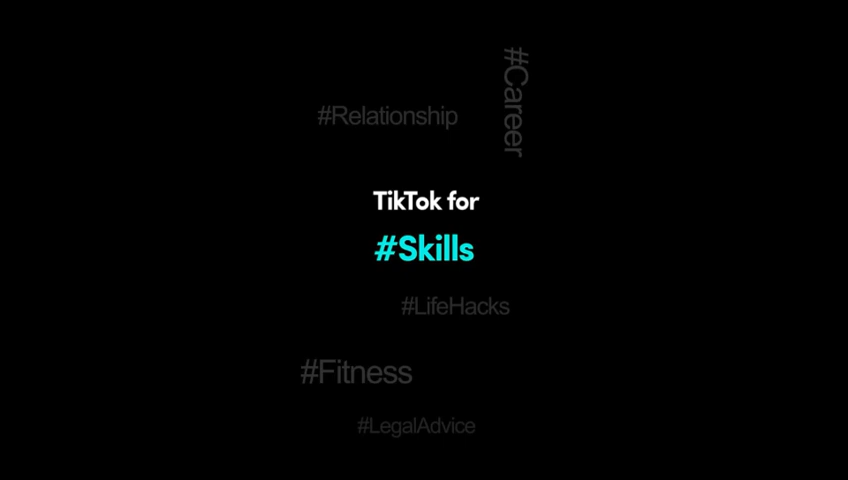 #Career
#Relationship
TikTok for
#Skills
#LifeHacks
#Fitness
#LegalAdvice